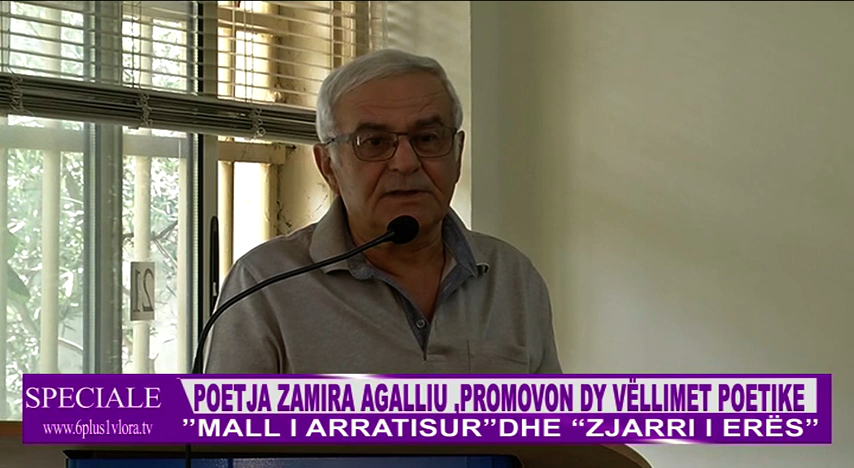 SPECIALE
www.6plus1vlora.tv
POETJA ZAMIRA AGALLIU ,PROMOVON DY VËLLIMET POETIKE
”MALL I ARRATISUR”DHE “ZJARRI I ERËS”
21